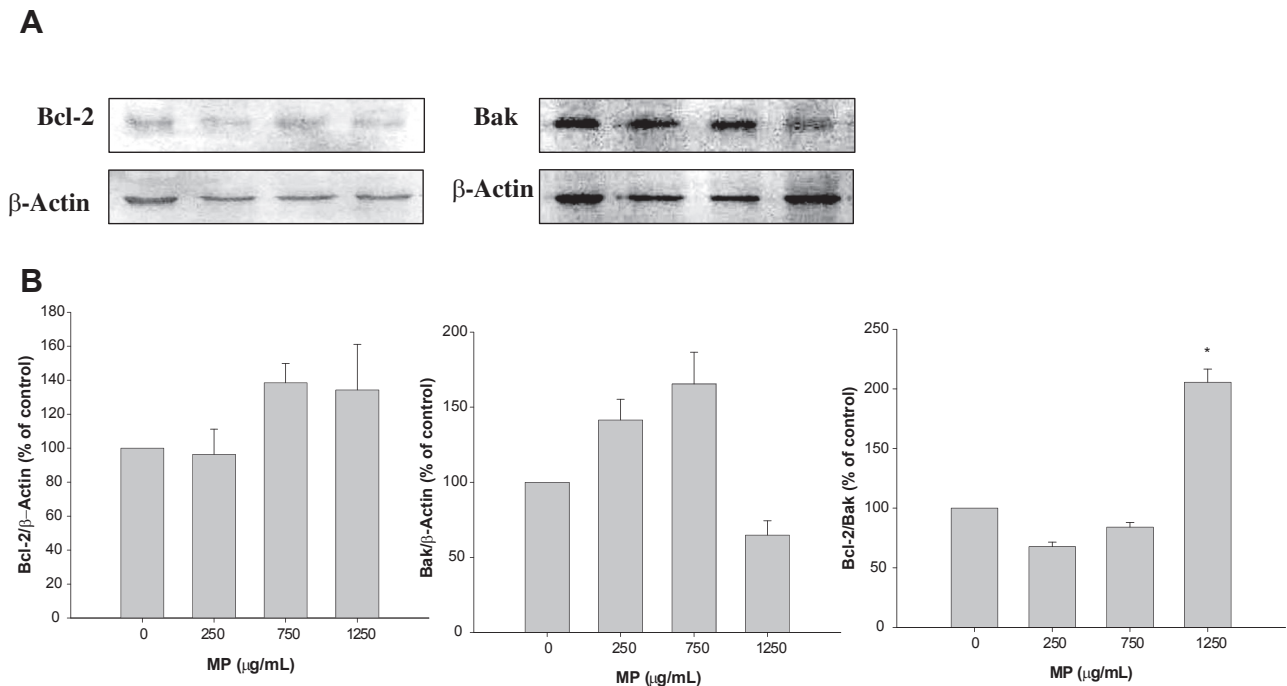 A
Bcl-2
β-Actin
Bak
β-Actin
B
Bcl-2/β-Actin (% of control)
180
160
140
120
100
80
60
40
20
0
0 250 750 1250
MP (μg/mL)
Bak/β-Actin (% of control)
200
150
100
50
0
0 250 750 1250
MP (μg/mL)
Bcl-2/Bak (% of control)
250
200
150
100
50
0
*
0 250 750 1250
MP (μg/mL)